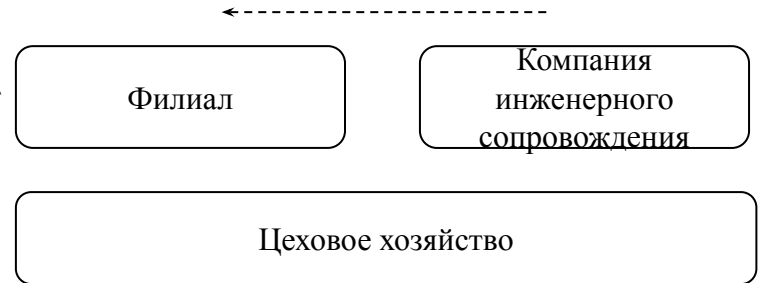 Филиал
Компания
инженерного
сопровождения
Цеховое хозяйство